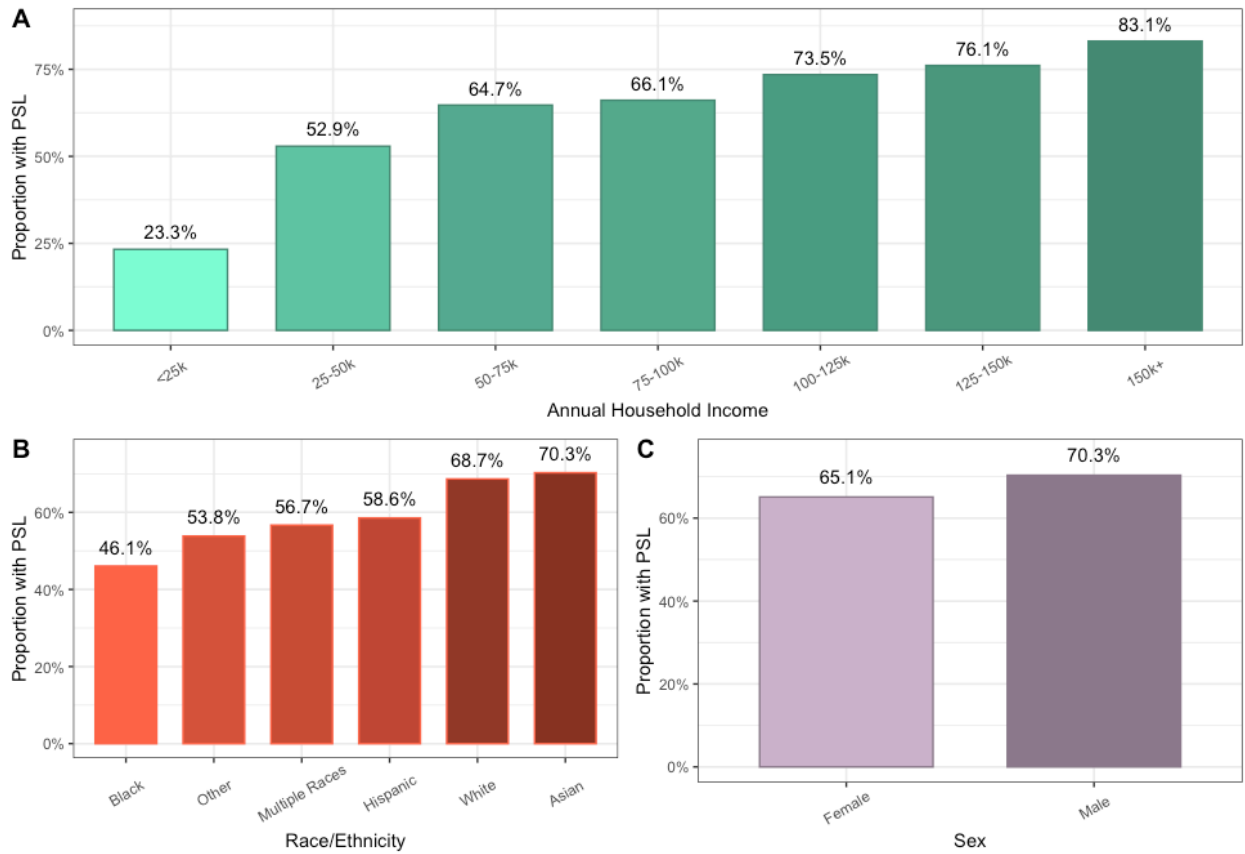 A
Proportion with PSL
75%
50%
25%
0%
23.3%
52.9%
64.7%
66.1%
73.5%
76.1%
83.1%
<25k
25-50k
50-75k
75-100k
100-125k
125-150k
150k+
Annual Household Income
B
Proportion with PSL
60%
40%
20%
0%
46.1%
53.8%
56.7%
58.6%
68.7%
70.3%
Black
Other
Multiple Races
Hispanic
White
Asian
Race/Ethnicity
C
Proportion with PSL
60%
40%
20%
0%
65.1%
70.3%
Female
Male
Sex